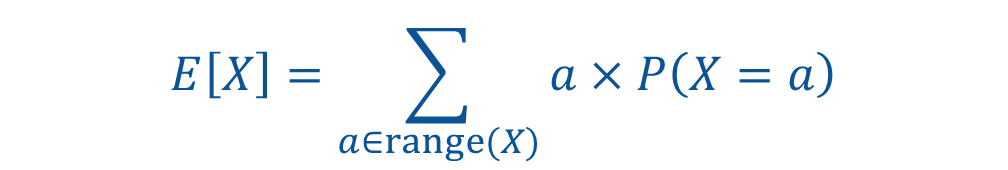 E[X] = ∑ a × P(X = a)
a∈range(X)